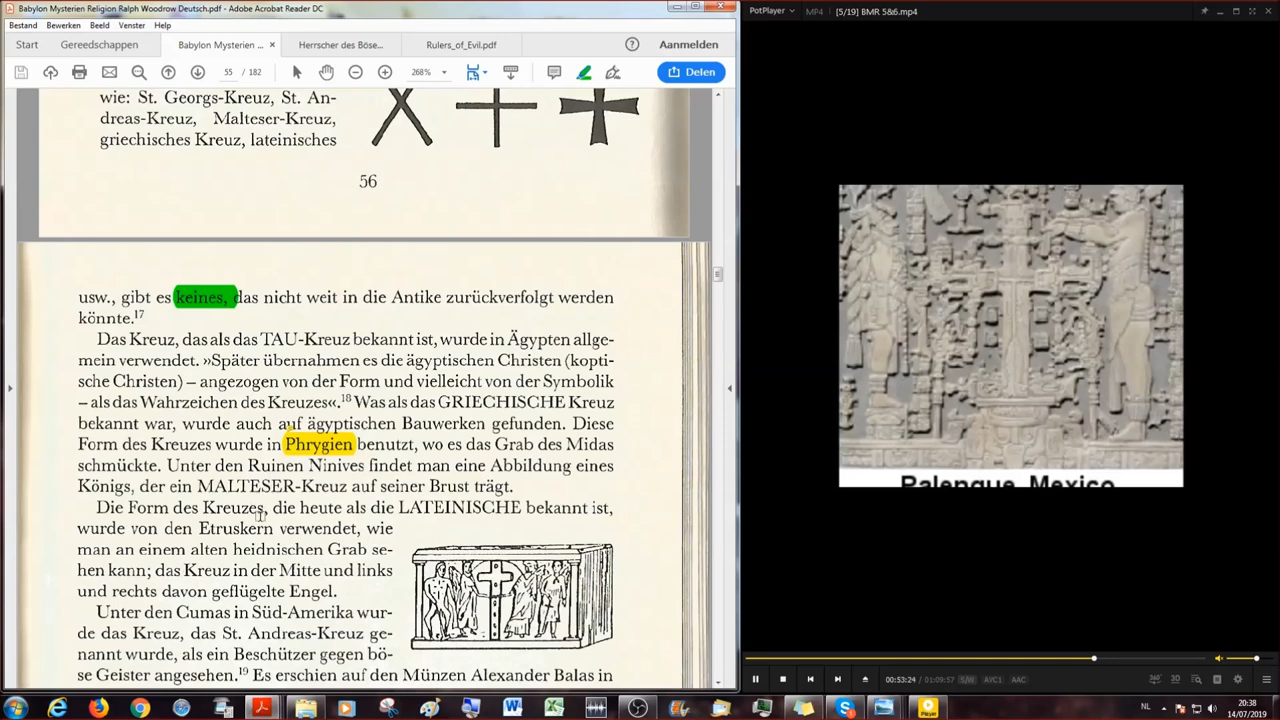 Babylon Mysterien Religion Ralph Woodrow Deutsch.pdf - Adobe Acrobat Reader DC
Bestand Bewerken Beeld Venster Help
Start Gereedschappen Babylon Mysterien ... × Herrscher des Böse... Rulers_of_Evil.pdf Aanmelden
55 / 182 268% Delen
wie: St. Georgs-Kreuz, St. An-
dreas-Kreuz, Malteser-Kreuz,
griechisches Kreuz, lateinisches
56
usw., gibt es keines, das nicht weit in die Antike zurückverfolgt werden
könnte.17
Das Kreuz, das als das TAU-Kreuz bekannt ist, wurde in Ägypten allge-
mein verwendet. »Später übernahmen es die ägyptischen Christen (kopti-
sche Christen) – angezogen von der Form und vielleicht von der Symbolik
– als das Wahrzeichen des Kreuzes«.18 Was als das GRIECHISCHE Kreuz
bekannt war, wurde auch auf ägyptischen Bauwerken gefunden. Diese
Form des Kreuzes wurde in Phrygien benutzt, wo es das Grab des Midas
schmückte. Unter den Ruinen Ninives findet man eine Abbildung eines
Königs, der ein MALTESER-Kreuz auf seiner Brust trägt.
Die Form des Kreuzes, die heute als die LATEINISCHE bekannt ist,
wurde von den Etruskern verwendet, wie
man an einem alten heidnischen Grab se-
hen kann; das Kreuz in der Mitte und links
und rechts davon geflügelte Engel.
Unter den Cumas in Süd-Amerika wur-
de das Kreuz, das St. Andreas-Kreuz ge-
nannt wurde, als ein Beschützer gegen bö-
se Geister angesehen.19 Es erschien auf den Münzen Alexander Balas in
PotPlayer MP4 [5/19] BMR 5&6.mp4
Palenque, Mexico
00:53:24 / 01:09:57 S/W AVC1 AAC
NL 20:38
14/07/2019